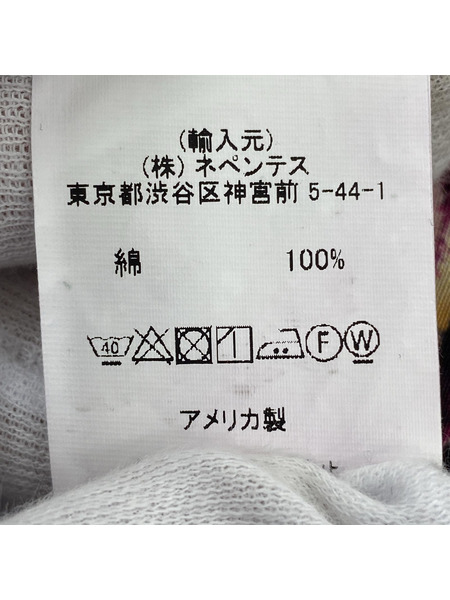 (輸入元)
(株) ネペンテス
東京都渋谷区神宮前 5-44-1
綿 100%
40 F W
アメリカ製